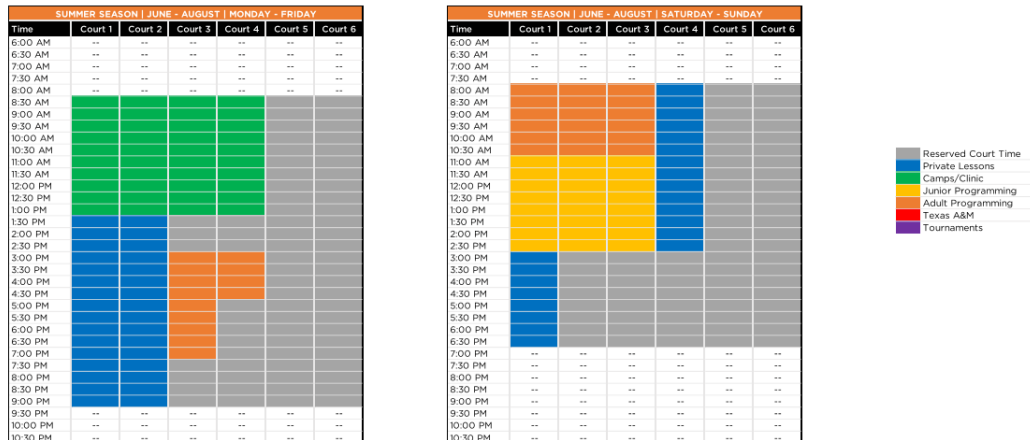 SUMMER SEASON | JUNE - AUGUST | MONDAY - FRIDAY
Time Court 1 Court 2 Court 3 Court 4 Court 5 Court 6
6:00 AM -- -- -- -- -- --
6:30 AM -- -- -- -- -- --
7:00 AM -- -- -- -- -- --
7:30 AM -- -- -- -- -- --
8:00 AM -- -- -- -- -- --
8:30 AM
9:00 AM
9:30 AM
10:00 AM
10:30 AM
11:00 AM
11:30 AM
12:00 PM
12:30 PM
1:00 PM
1:30 PM
2:00 PM
2:30 PM
3:00 PM
3:30 PM
4:00 PM
4:30 PM
5:00 PM
5:30 PM
6:00 PM
6:30 PM
7:00 PM
7:30 PM
8:00 PM
8:30 PM
9:00 PM
9:30 PM -- -- -- -- -- --
10:00 PM -- -- -- -- -- --
10:30 PM -- -- -- -- -- --
SUMMER SEASON | JUNE - AUGUST | SATURDAY - SUNDAY
Time Court 1 Court 2 Court 3 Court 4 Court 5 Court 6
6:00 AM -- -- -- -- -- --
6:30 AM -- -- -- -- -- --
7:00 AM -- -- -- -- -- --
7:30 AM -- -- -- -- -- --
8:00 AM
8:30 AM
9:00 AM
9:30 AM
10:00 AM
10:30 AM
11:00 AM
11:30 AM
12:00 PM
12:30 PM
1:00 PM
1:30 PM
2:00 PM
2:30 PM
3:00 PM
3:30 PM
4:00 PM
4:30 PM
5:00 PM
5:30 PM
6:00 PM
6:30 PM
7:00 PM -- -- -- -- -- --
7:30 PM -- -- -- -- -- --
8:00 PM -- -- -- -- -- --
8:30 PM -- -- -- -- -- --
9:00 PM -- -- -- -- -- --
9:30 PM -- -- -- -- -- --
10:00 PM -- -- -- -- -- --
10:30 PM -- -- -- -- -- --
Reserved Court Time
Private Lessons
Camps/Clinic
Junior Programming
Adult Programming
Texas A&M
Tournaments